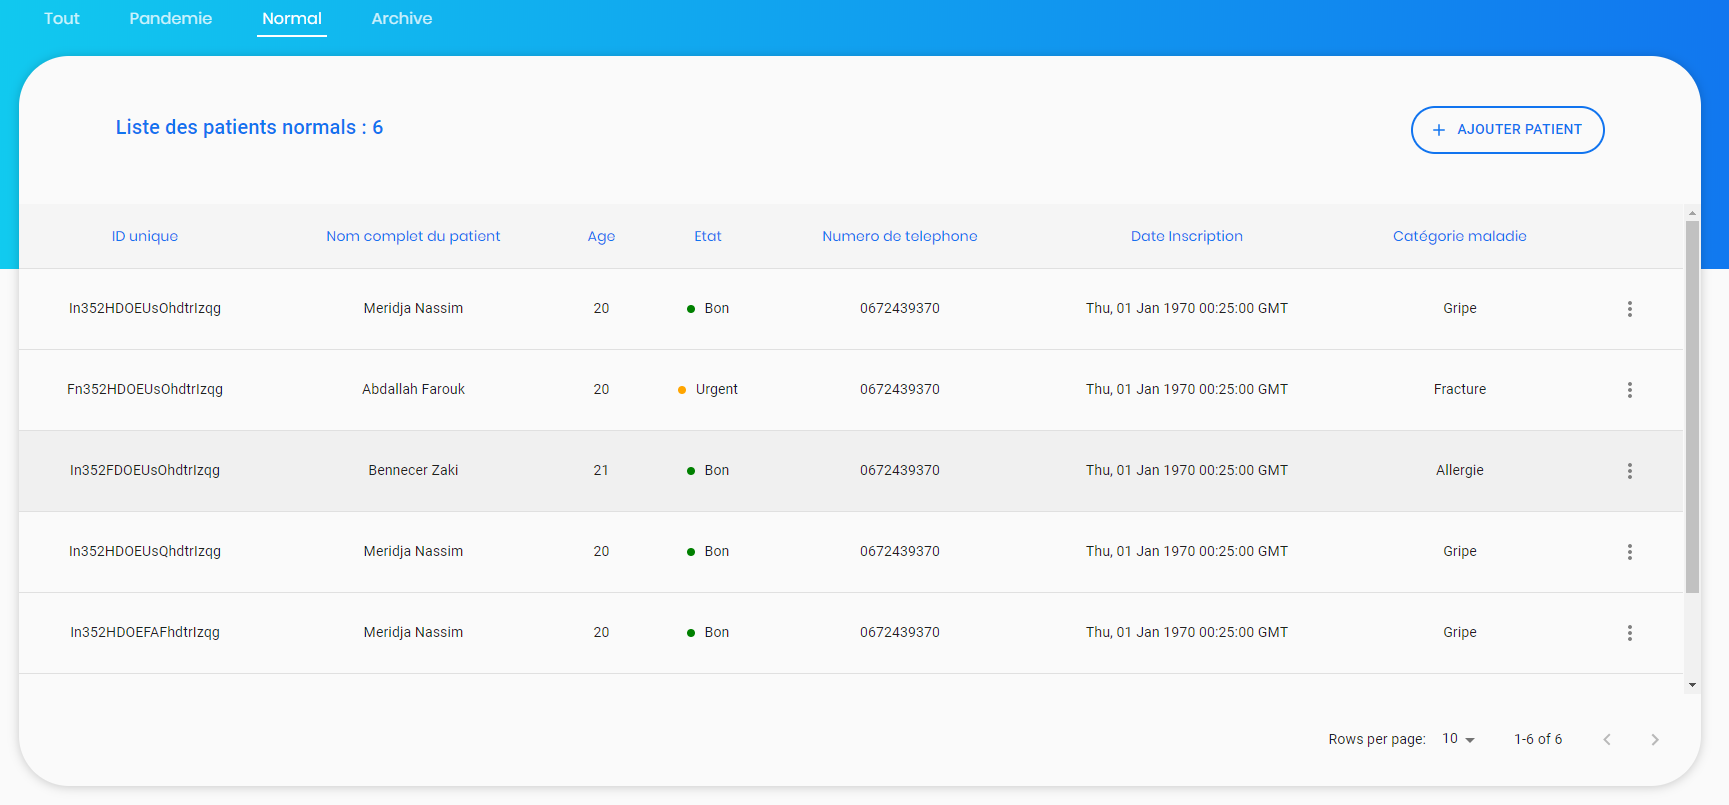 Tout Pandemie Normal Archive
Liste des patients normals : 6
+ AJOUTER PATIENT
ID unique Nom complet du patient Age Etat Numero de telephone Date Inscription Catégorie maladie
In352HDOEUsOhdtrIzqg Meridja Nassim 20 Bon 0672439370 Thu, 01 Jan 1970 00:25:00 GMT Gripe
Fn352HDOEUsOhdtrIzqg Abdallah Farouk 20 Urgent 0672439370 Thu, 01 Jan 1970 00:25:00 GMT Fracture
In352FDOEUsOhdtrIzqg Bennecer Zaki 21 Bon 0672439370 Thu, 01 Jan 1970 00:25:00 GMT Allergie
In352HDOEUsQhdtrIzqg Meridja Nassim 20 Bon 0672439370 Thu, 01 Jan 1970 00:25:00 GMT Gripe
In352HDOEFAFhdtrIzqg Meridja Nassim 20 Bon 0672439370 Thu, 01 Jan 1970 00:25:00 GMT Gripe
Rows per page: 10 1-6 of 6